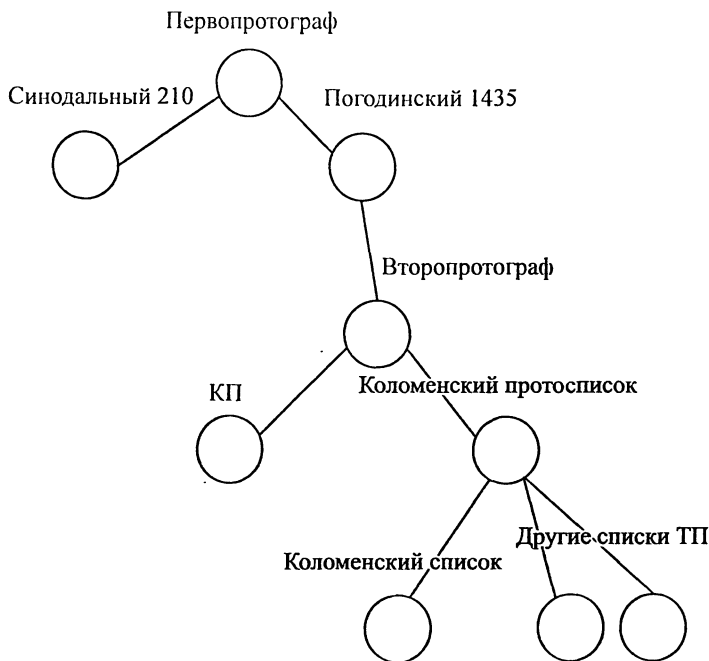 Первопротограф
Синодальный 210
Погодинский 1435
Второпротограф
КП
Коломенский протосписок
Другие списки ТП
Коломенский список